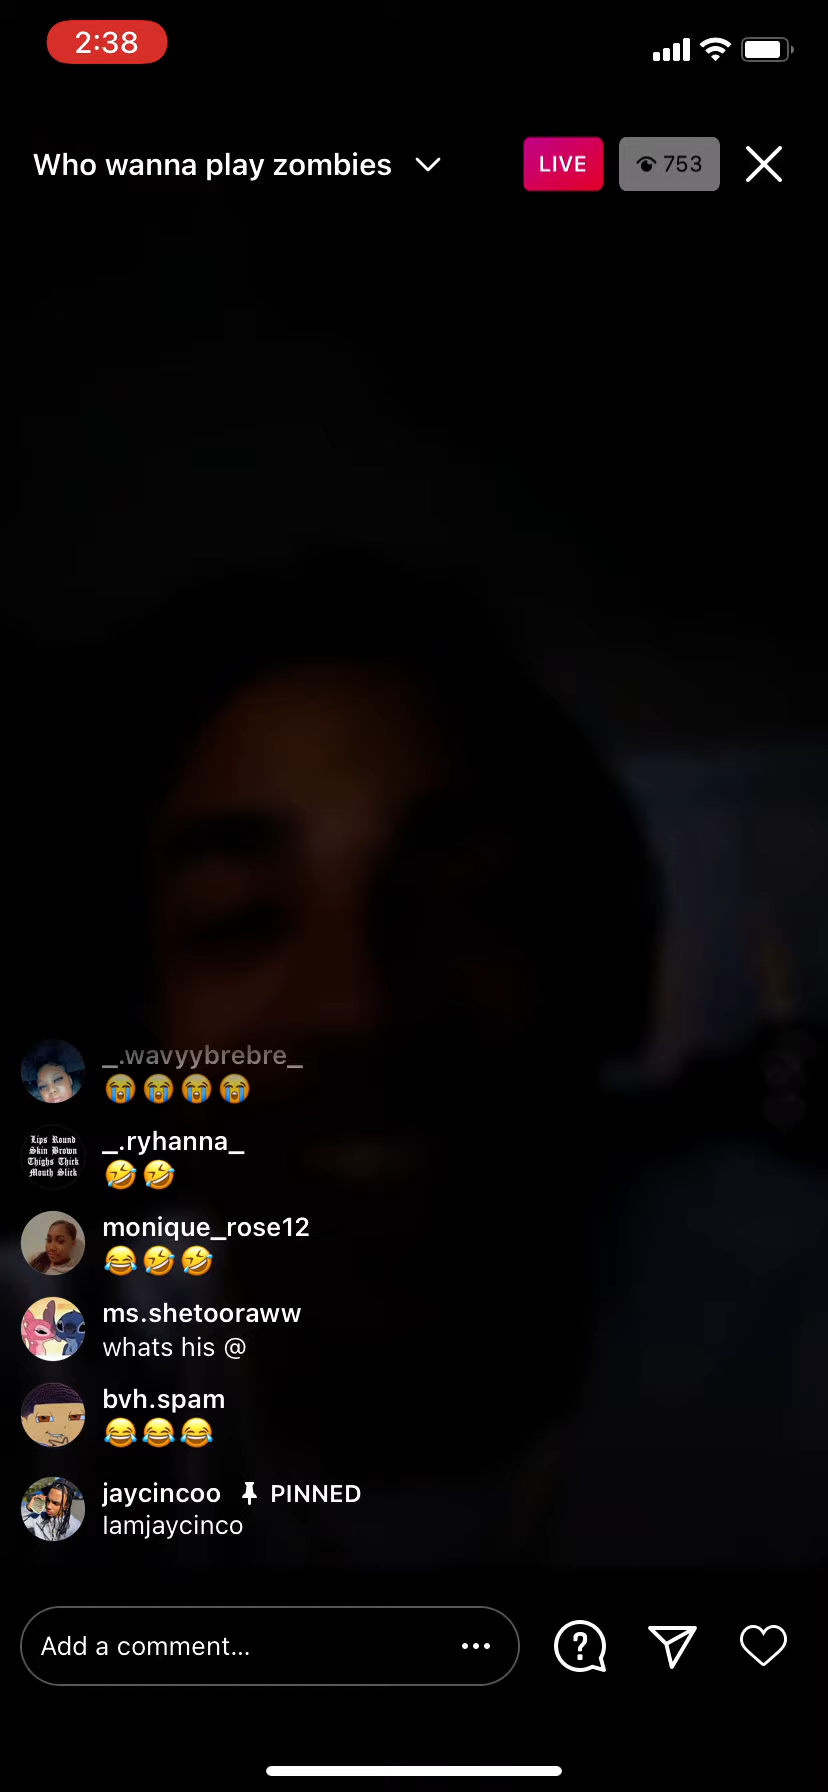 2:38
Who wanna play zombies
LIVE
753
_.wavyybrebre_
😭😭😭😭
Lips Round
Skin Brown
Thighs Thick
Mouth Slick
_.ryhanna_
🤣🤣
monique_rose12
😂🤣🤣
ms.shetooraww
whats his @
bvh.spam
😂😂😂
jaycincoo PINNED
Iamjaycinco
Add a comment...